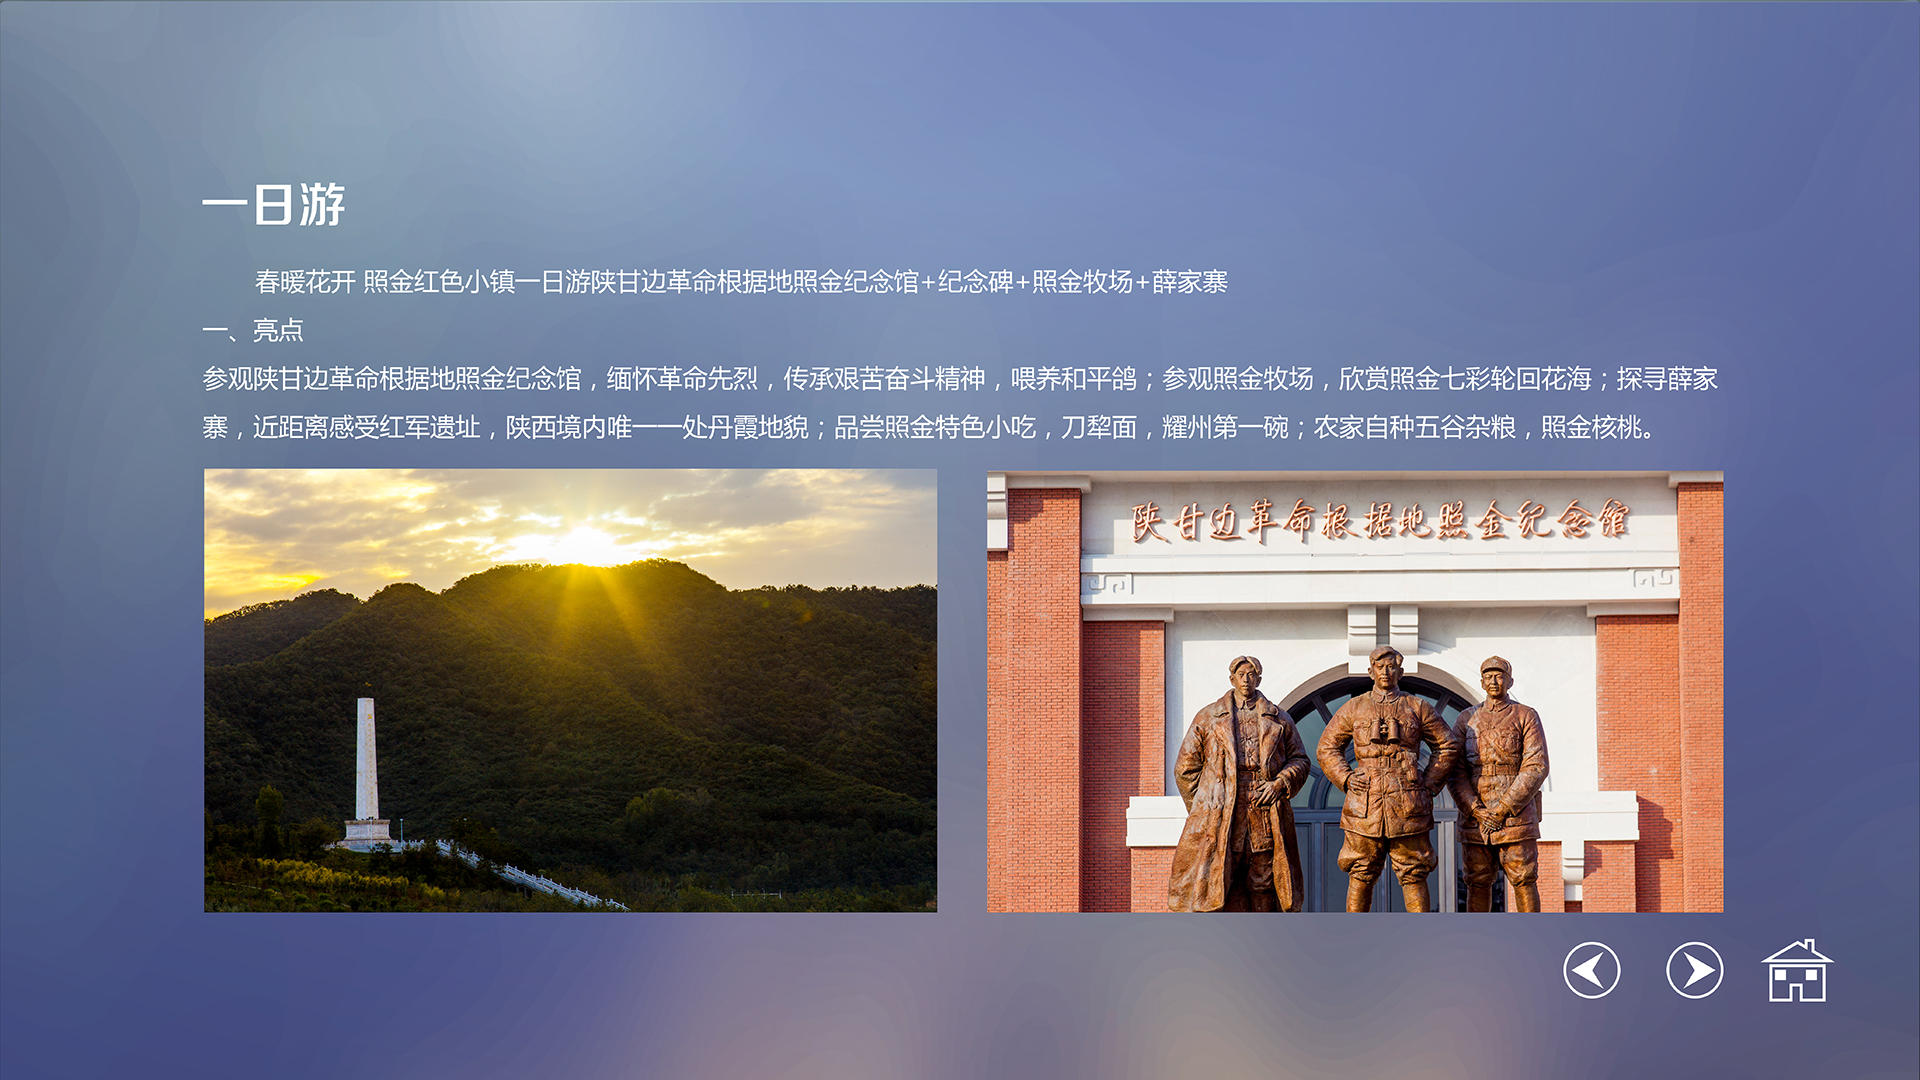 一日游
春暖花开 照金红色小镇一日游陕甘边革命根据地照金纪念馆+纪念碑+照金牧场+薛家寨
一、亮点
参观陕甘边革命根据地照金纪念馆，缅怀革命先烈，传承艰苦奋斗精神，喂养和平鸽；参观照金牧场，欣赏照金七彩轮回花海；探寻薛家
寨，近距离感受红军遗址，陕西境内唯一一处丹霞地貌；品尝照金特色小吃，刀犂面，耀州第一碗；农家自种五谷杂粮，照金核桃。
陕甘边革命根据地照金纪念馆